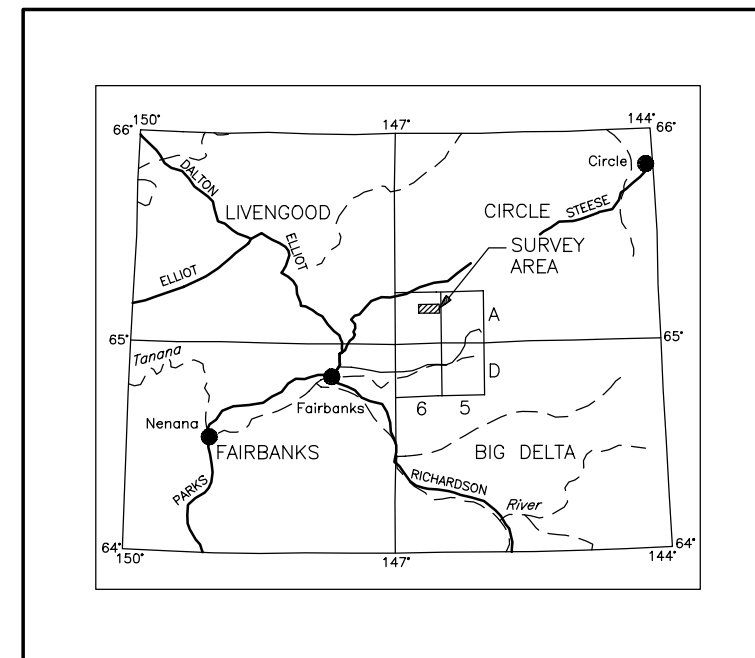 150°
147°
144°
66°
66°
Circle
DALTON
LIVENGOOD
CIRCLE
STEESE
ELLIOT
SURVEY
AREA
ELLIOT
A
65°
65°
Tanana
D
Fairbanks
6
5
Nenana
FAIRBANKS
BIG DELTA
RICHARDSON
PARKS
River
64°
64°
150°
147°
144°